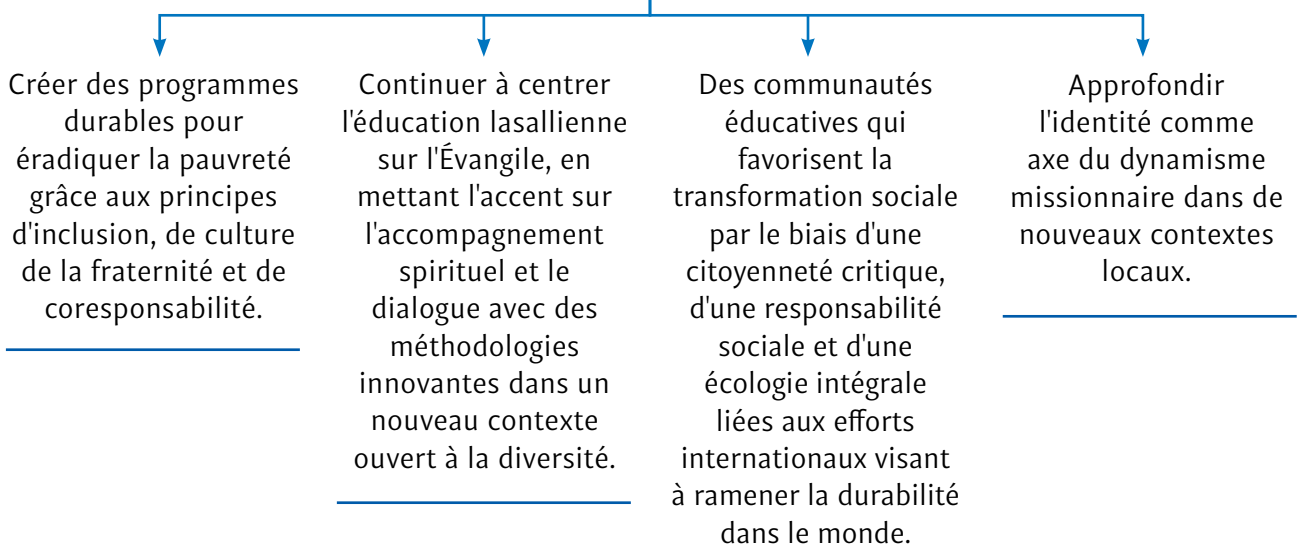 Créer des programmes
durables pour
éradiquer la pauvreté
grâce aux principes
d'inclusion, de culture
de la fraternité et de
coresponsabilité.
Continuer à centrer
l'éducation lasallienne
sur l'Évangile, en
mettant l'accent sur
l'accompagnement
spirituel et le
dialogue avec des
méthodologies
innovantes dans un
nouveau contexte
ouvert à la diversité.
Des communautés
éducatives qui
favorisent la
transformation sociale
par le biais d'une
citoyenneté critique,
d'une responsabilité
sociale et d'une
écologie intégrale
liées aux efforts
internationaux visant
à ramener la durabilité
dans le monde.
Approfondir
l'identité comme
axe du dynamisme
missionnaire dans de
nouveaux contextes
locaux.